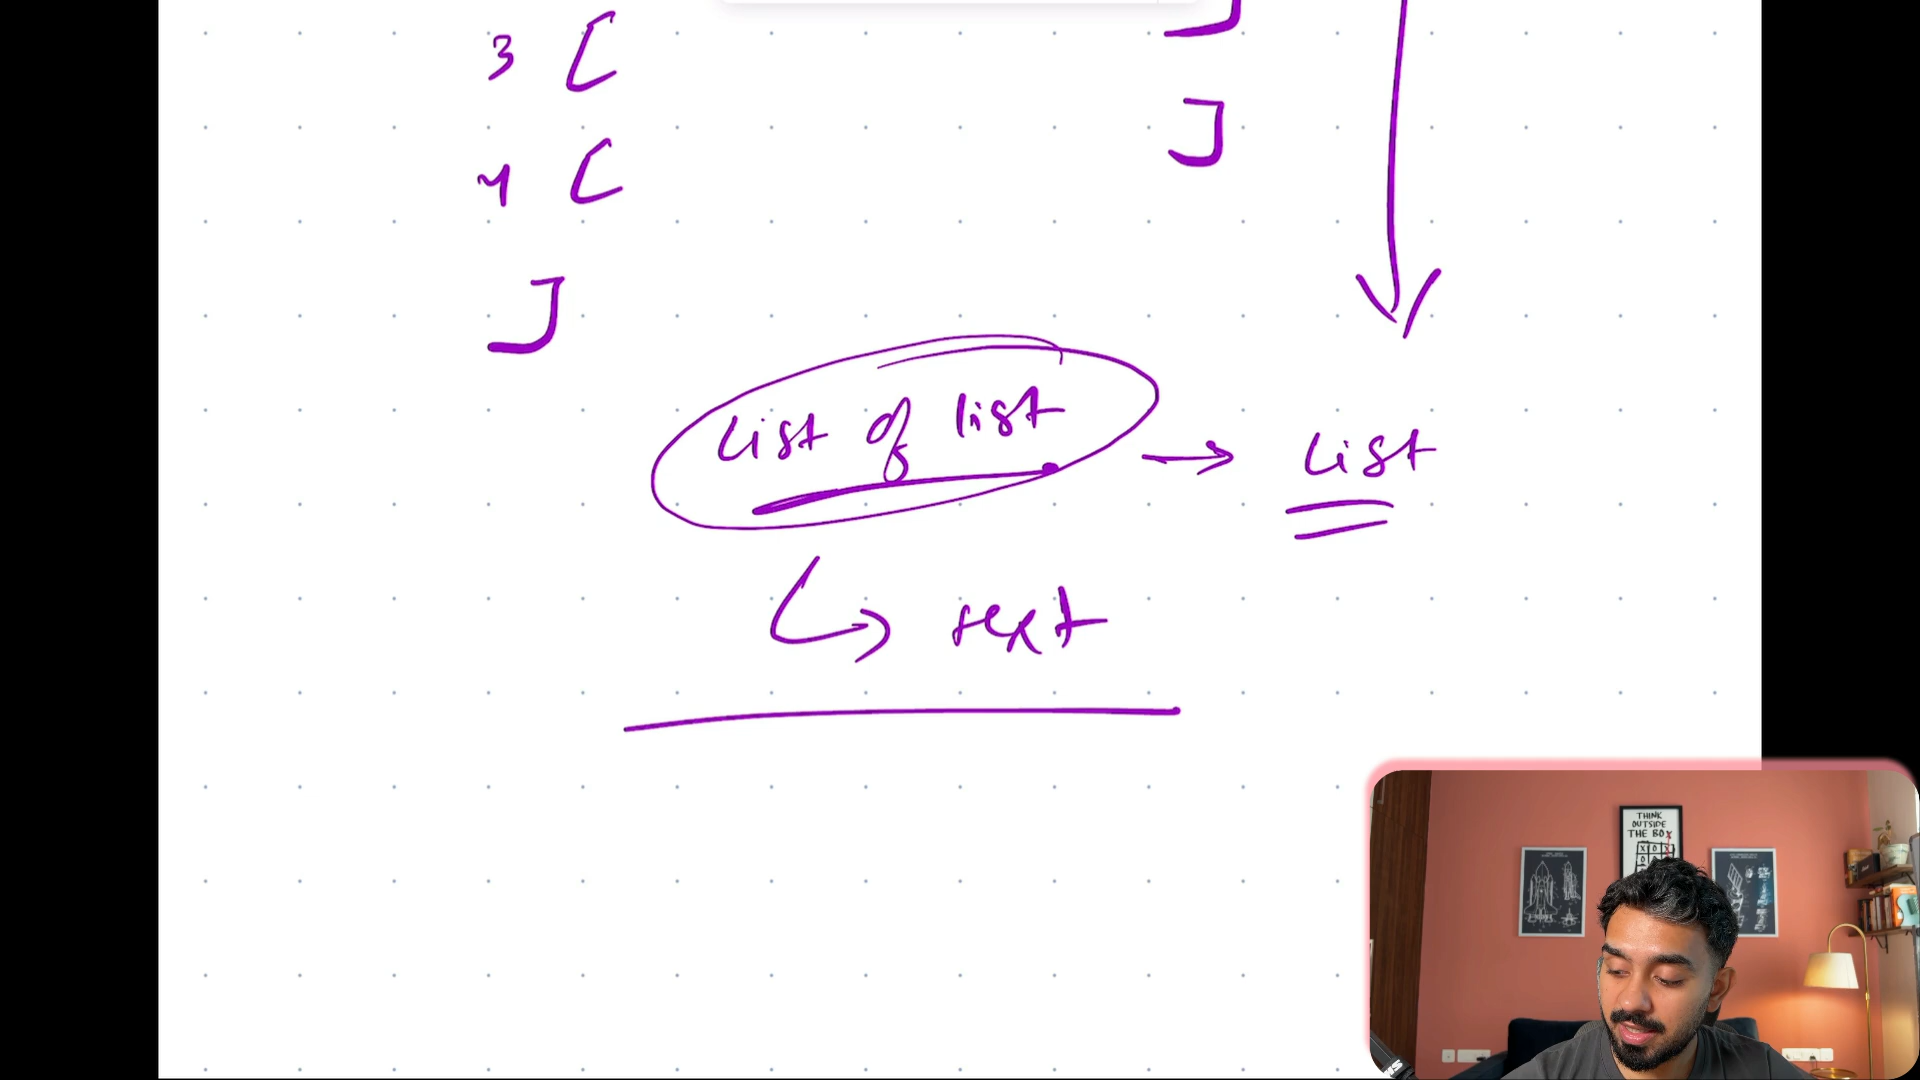 3 [ ]
4 [ ]
]
List of list → List
↳ text
THINK
OUTSIDE
THE BOX